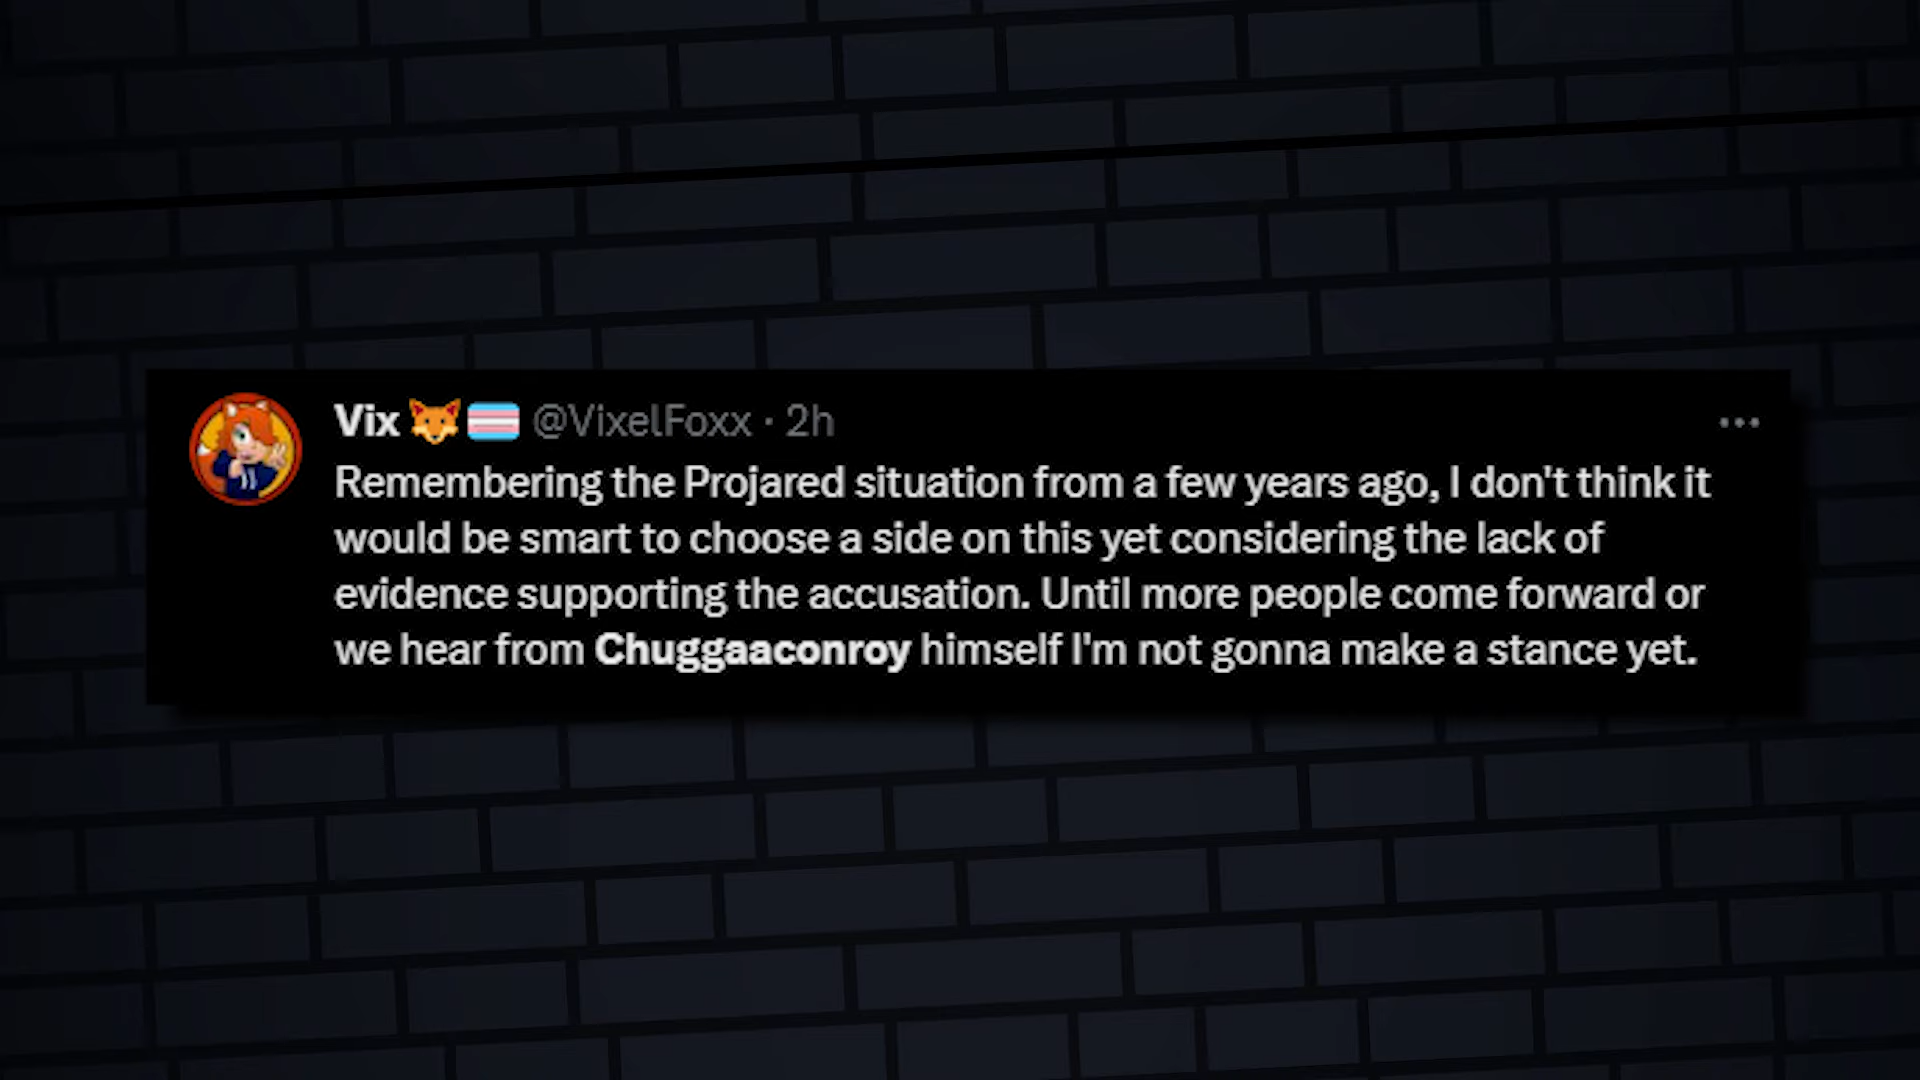 Vix 🦊🏳️‍⚧️ @VixelFoxx · 2h
Remembering the Projared situation from a few years ago, I don't think it
would be smart to choose a side on this yet considering the lack of
evidence supporting the accusation. Until more people come forward or
we hear from Chuggaaconroy himself I'm not gonna make a stance yet.